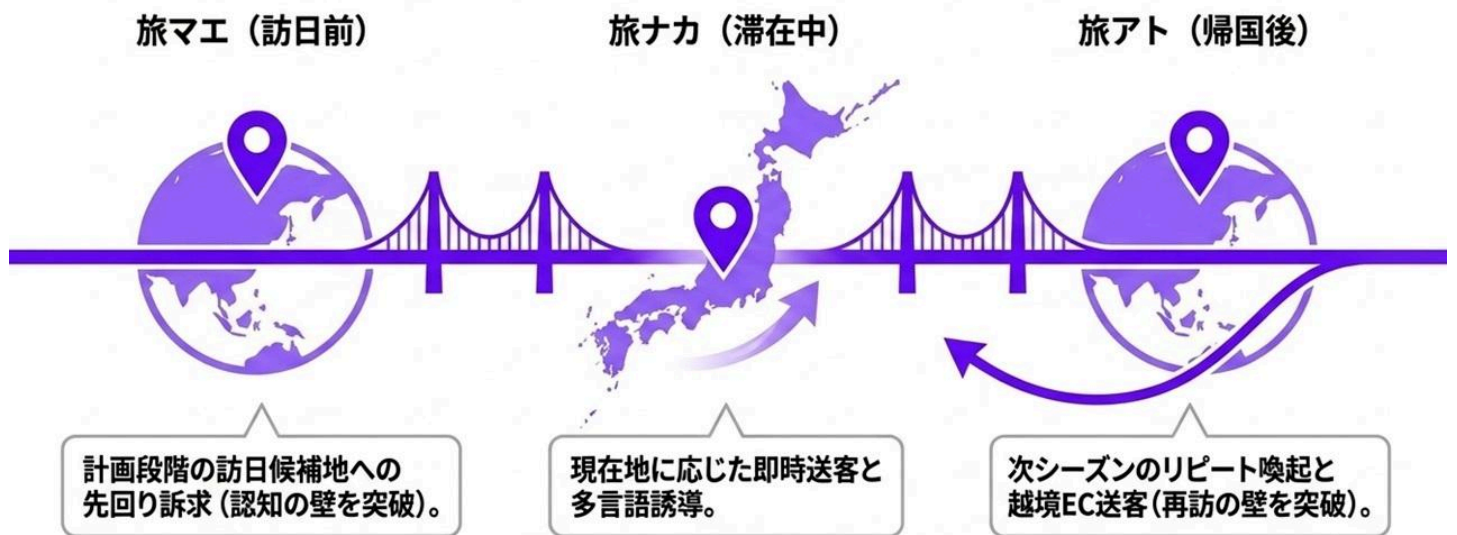 旅マエ（訪日前）
旅ナカ（滞在中）
旅アト（帰国後）
計画段階の訪日候補地への
先回り訴求（認知の壁を突破）。
現在地に応じた即時送客と
多言語誘導。
次シーズンのリピート喚起と
越境EC送客（再訪の壁を突破）。